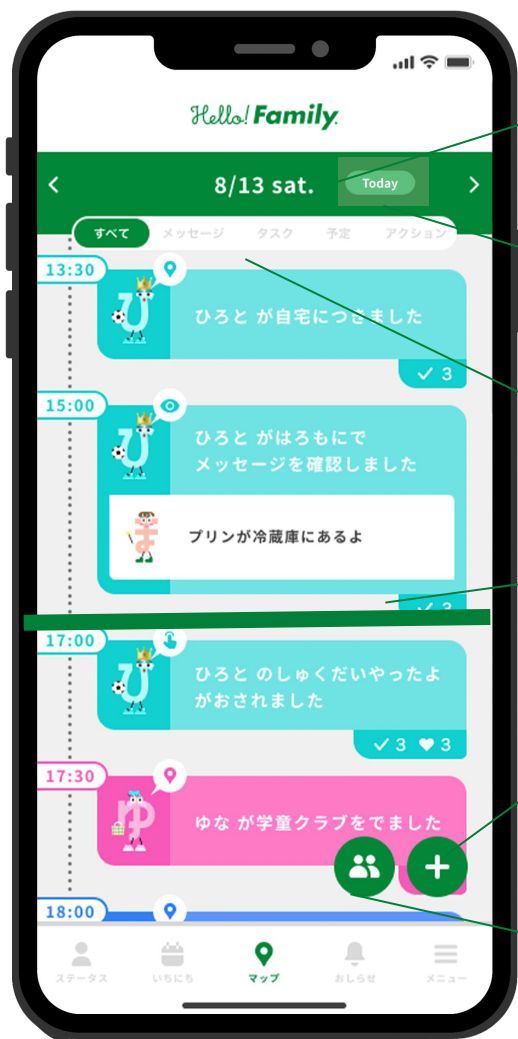 Hello! Family.
8/13 sat.
Today
すべて
メッセージ
タスク
予定
アクション
13:30
ひ
ひろと が自宅につきました
3
15:00
ひ
ひろと がはろもにで
メッセージを確認しました
ま
プリンが冷蔵庫にあるよ
3
17:00
ひ
ひろと のしゅくだいやったよ
がおされました
3
3
17:30
ゆ
ゆな が学童クラブをでました
18:00
ステータス
いちにち
マップ
おしらせ
メニュー